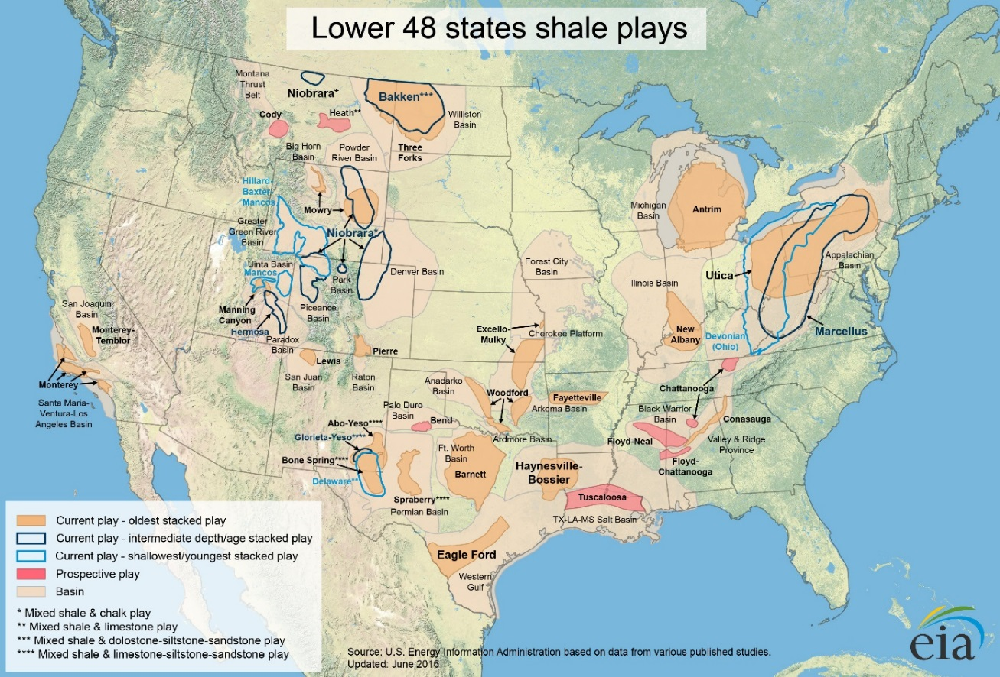 Lower 48 states shale plays
Montana
Thrust
Belt
Niobrara*
Bakken***
Cody
Heath**
Williston
Basin
Big Horn
Basin
Powder
River Basin
Three
Forks
Hillard-
Baxter-
Mancos
Mowry
Greater
Green River
Basin
Niobrara*
Michigan
Basin
Antrim
Uinta Basin
Mancos
Park
Basin
Denver Basin
Forest City
Basin
Appalachian
Basin
Utica
Illinois Basin
Manning
Canyon
Piceance
Basin
San Joaquin
Basin
Monterey-
Temblor
Hermosa
Paradox
Basin
Excello-
Mulky
Cherokee Platform
New
Albany
Devonian
(Ohio)
Marcellus
Lewis
Pierre
San Juan
Basin
Raton
Basin
Monterey
Santa Maria-
Ventura-Los
Angeles Basin
Anadarko
Basin
Woodford
Fayetteville
Arkoma Basin
Chattanooga
Palo Duro
Basin
Bend
Black Warrior
Basin
Conasauga
Abo-Yeso****
Glorieta-Yeso****
Ardmore Basin
Floyd-Neal
Valley & Ridge
Province
Bone Spring****
Delaware**
Ft. Worth
Basin
Barnett
Haynesville-
Bossier
Floyd-
Chattanooga
Spraberry****
Permian Basin
Tuscaloosa
TX-LA-MS Salt Basin
Eagle Ford
Western
Gulf
Current play - oldest stacked play
Current play - intermediate depth/age stacked play
Current play - shallowest/youngest stacked play
Prospective play
Basin
* Mixed shale & chalk play
** Mixed shale & limestone play
*** Mixed shale & dolostone-siltstone-sandstone play
**** Mixed shale & limestone-siltstone-sandstone play
Source: U.S. Energy Information Administration based on data from various published studies.
Updated: June 2016
eia